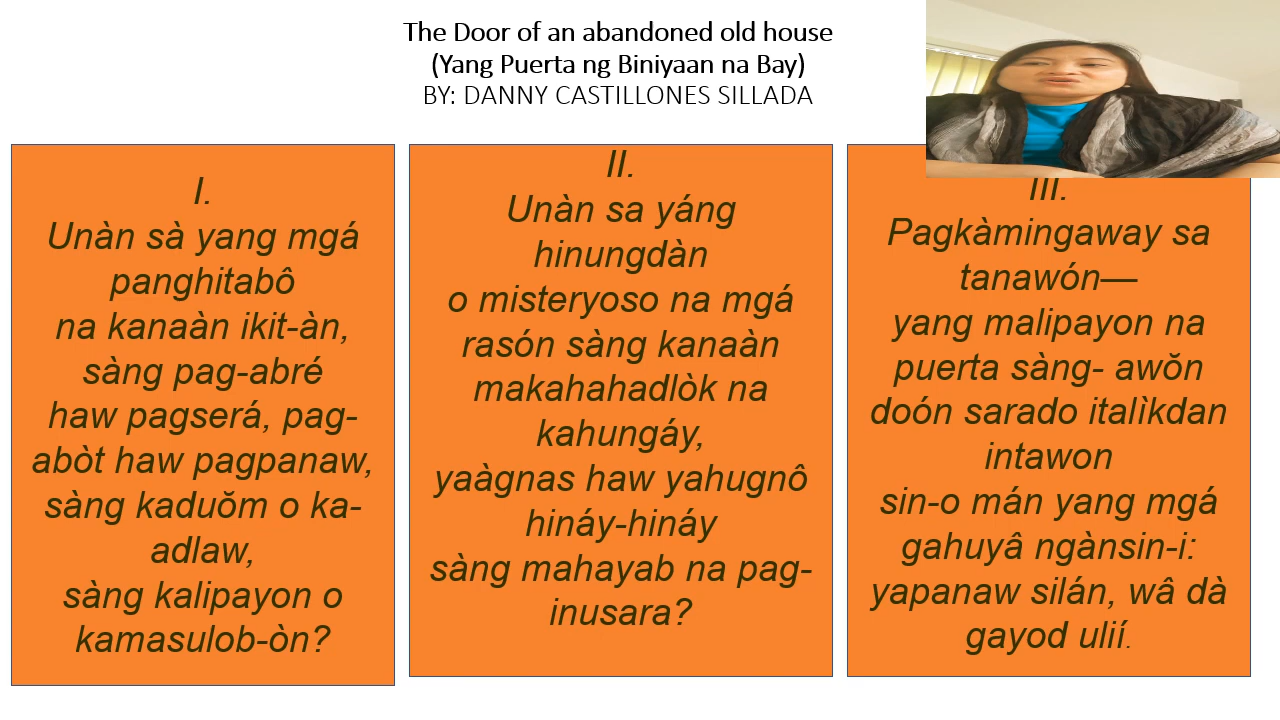 The Door of an abandoned old house
(Yang Puerta ng Biniyaan na Bay)
BY: DANNY CASTILLONES SILLADA
I.
Unàn sà yang mgá
panghitabô
na kanaàn ikit-àn,
sàng pag-abré
haw pagserá, pag-
abòt haw pagpanaw,
sàng kaduŏm o ka-
adlaw,
sàng kalipayon o
kamasulob-òn?
II.
Unàn sa yáng
hinungdàn
o misteryoso na mgá
rasón sàng kanaàn
makahahadlòk na
kahungáy,
yaàgnas haw yahugnô
hináy-hináy
sàng mahayab na pag-
inusara?
III.
Pagkàmingaway sa
tanawón—
yang malipayon na
puerta sàng- awŏn
doón sarado italìkdan
intawon
sin-o mán yang mgá
gahuyâ ngànsin-i:
yapanaw silán, wâ dà
gayod ulií.